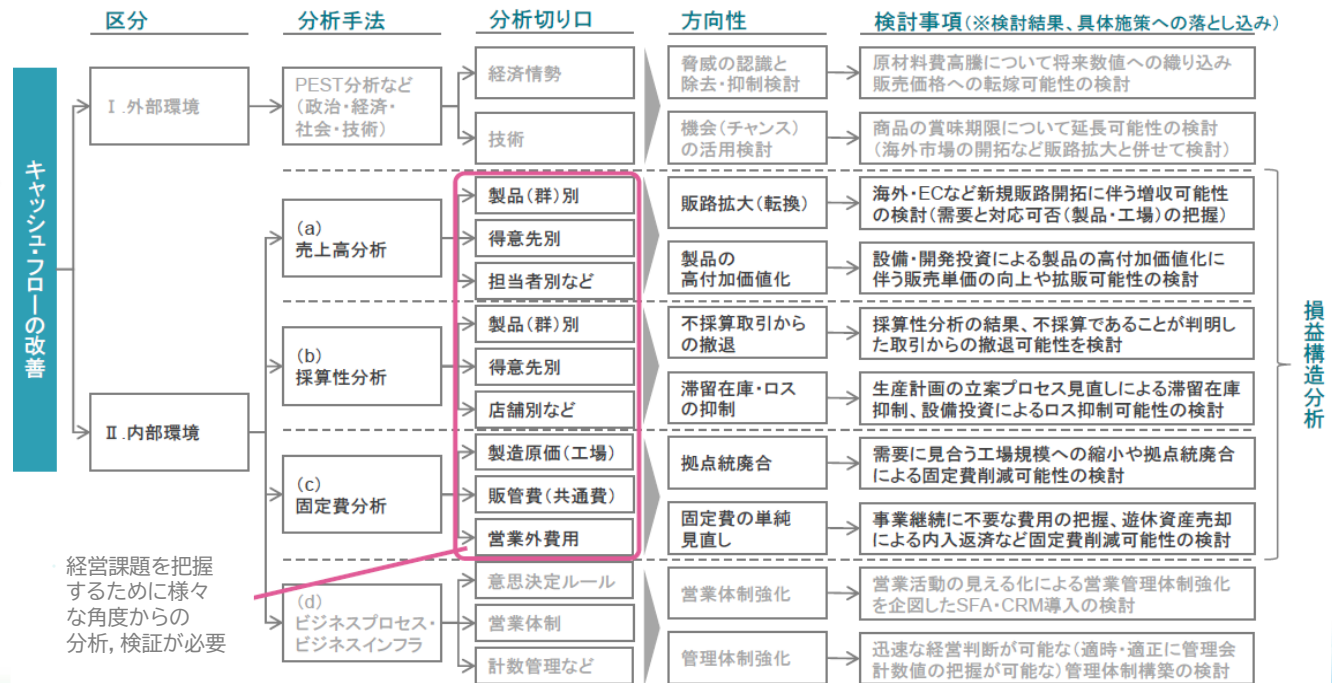 区分
分析手法
分析切り口
方向性
検討事項(※検討結果、具体施策への落とし込み)
キャッシュ・フローの改善
Ⅰ.外部環境
PEST分析など
(政治・経済・
社会・技術)
経済情勢
脅威の認識と
除去・抑制検討
原材料費高騰について将来数値への織り込み
販売価格への転嫁可能性の検討
技術
機会(チャンス)
の活用検討
商品の賞味期限について延長可能性の検討
(海外市場の開拓など販路拡大と併せて検討)
Ⅱ.内部環境
(a)
売上高分析
製品(群)別
得意先別
担当者別など
販路拡大(転換)
海外・ECなど新規販路開拓に伴う増収可能性
の検討(需要と対応可否(製品・工場)の把握)
製品の
高付加価値化
設備・開発投資による製品の高付加価値化に
伴う販売単価の向上や拡販可能性の検討
(b)
採算性分析
製品(群)別
得意先別
店舗別など
不採算取引から
の撤退
採算性分析の結果、不採算であることが判明し
た取引からの撤退可能性を検討
滞留在庫・ロス
の抑制
生産計画の立案プロセス見直しによる滞留在庫
抑制、設備投資によるロス抑制可能性の検討
(c)
固定費分析
製造原価(工場)
販管費(共通費)
営業外費用
拠点統廃合
需要に見合う工場規模への縮小や拠点統廃合
による固定費削減可能性の検討
固定費の単純
見直し
事業継続に不要な費用の把握、遊休資産売却
による内入返済など固定費削減可能性の検討
(d)
ビジネスプロセス・
ビジネスインフラ
意思決定ルール
営業体制
計数管理など
営業体制強化
営業活動の見える化による営業管理体制強化
を企図したSFA・CRM導入の検討
管理体制強化
迅速な経営判断が可能な(適時・適正に管理会
計数値の把握が可能な)管理体制構築の検討
損益構造分析
経営課題を把握
するために様々
な角度からの
分析, 検証が必要